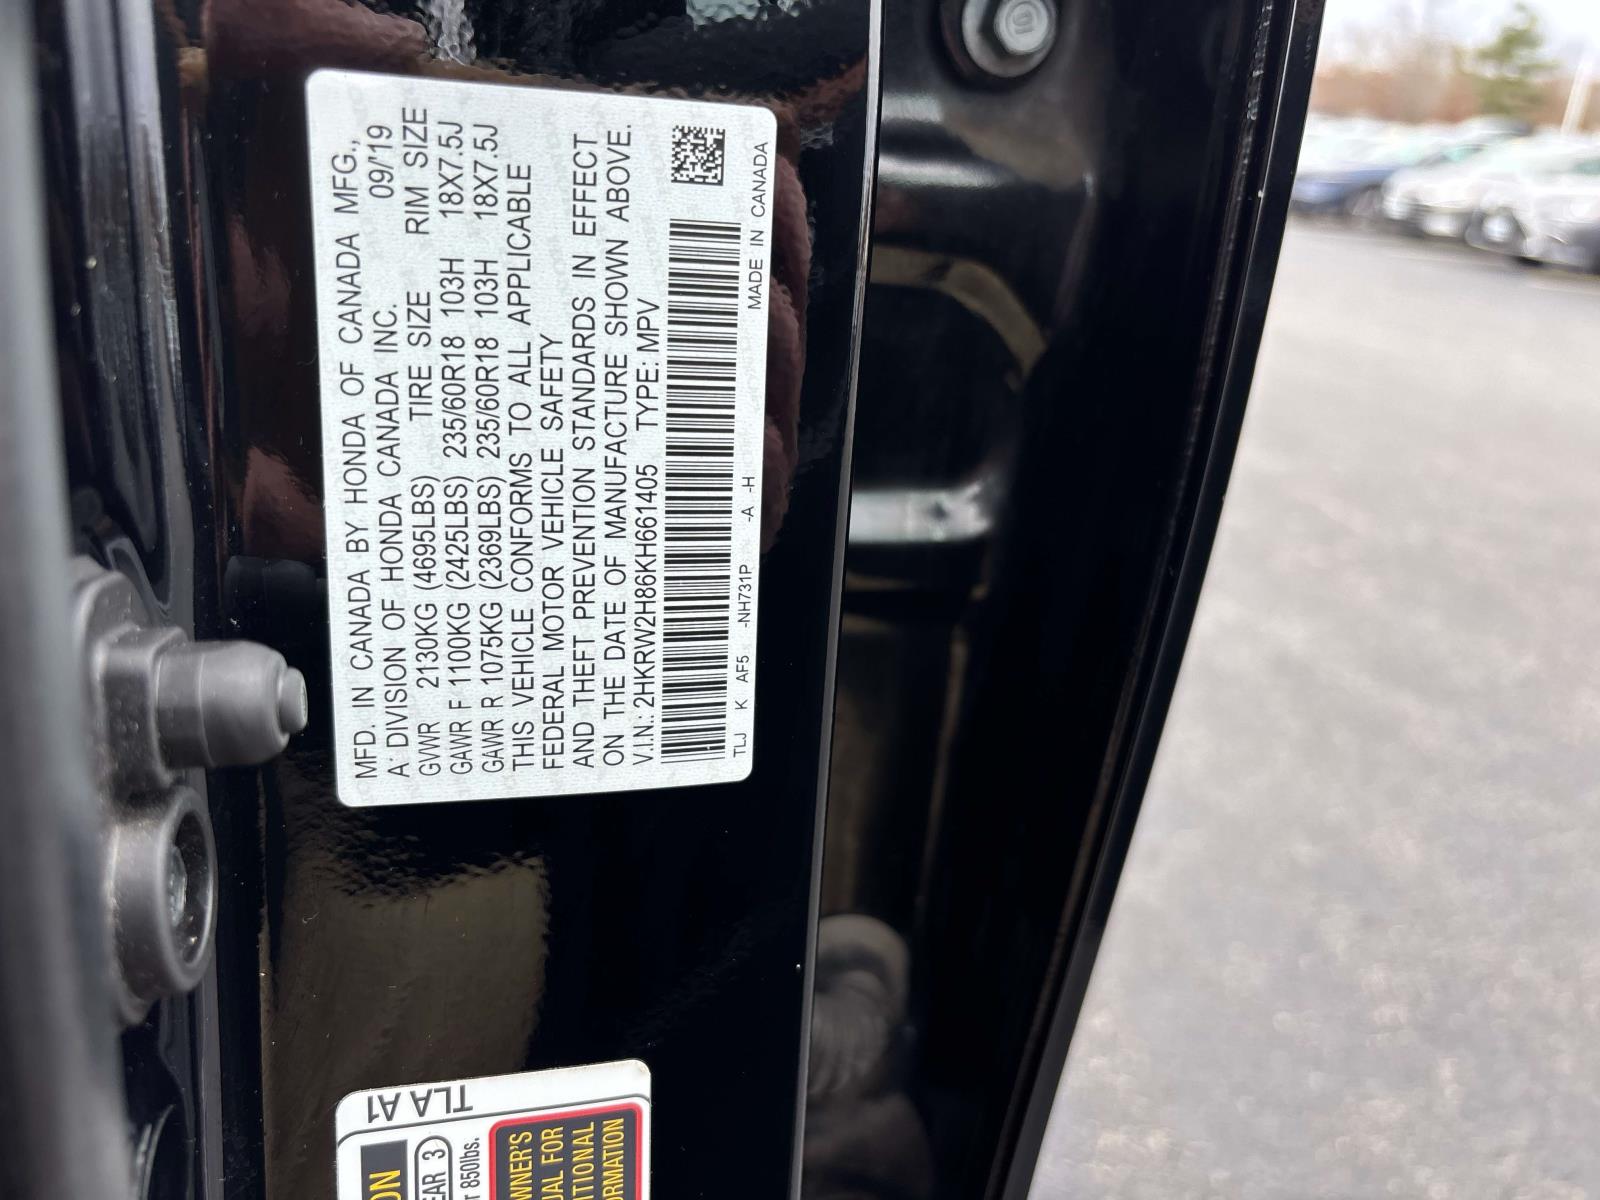 MFD. IN CANADA BY HONDA OF CANADA MFG.,
A DIVISION OF HONDA CANADA INC. 09/'19
GVWR 2130KG (4695LBS) TIRE SIZE RIM SIZE
GAWR F 1100KG (2425LBS) 235/60R18 103H 18X7.5J
GAWR R 1075KG (2369LBS) 235/60R18 103H 18X7.5J
THIS VEHICLE CONFORMS TO ALL APPLICABLE
FEDERAL MOTOR VEHICLE SAFETY
AND THEFT PREVENTION STANDARDS IN EFFECT
ON THE DATE OF MANUFACTURE SHOWN ABOVE.
V.I.N.: 2HKRW2H86KH661405 TYPE: MPV
TLJ K AF5 -NH731P -A -H MADE IN CANADA
TLA A1
850lbs.